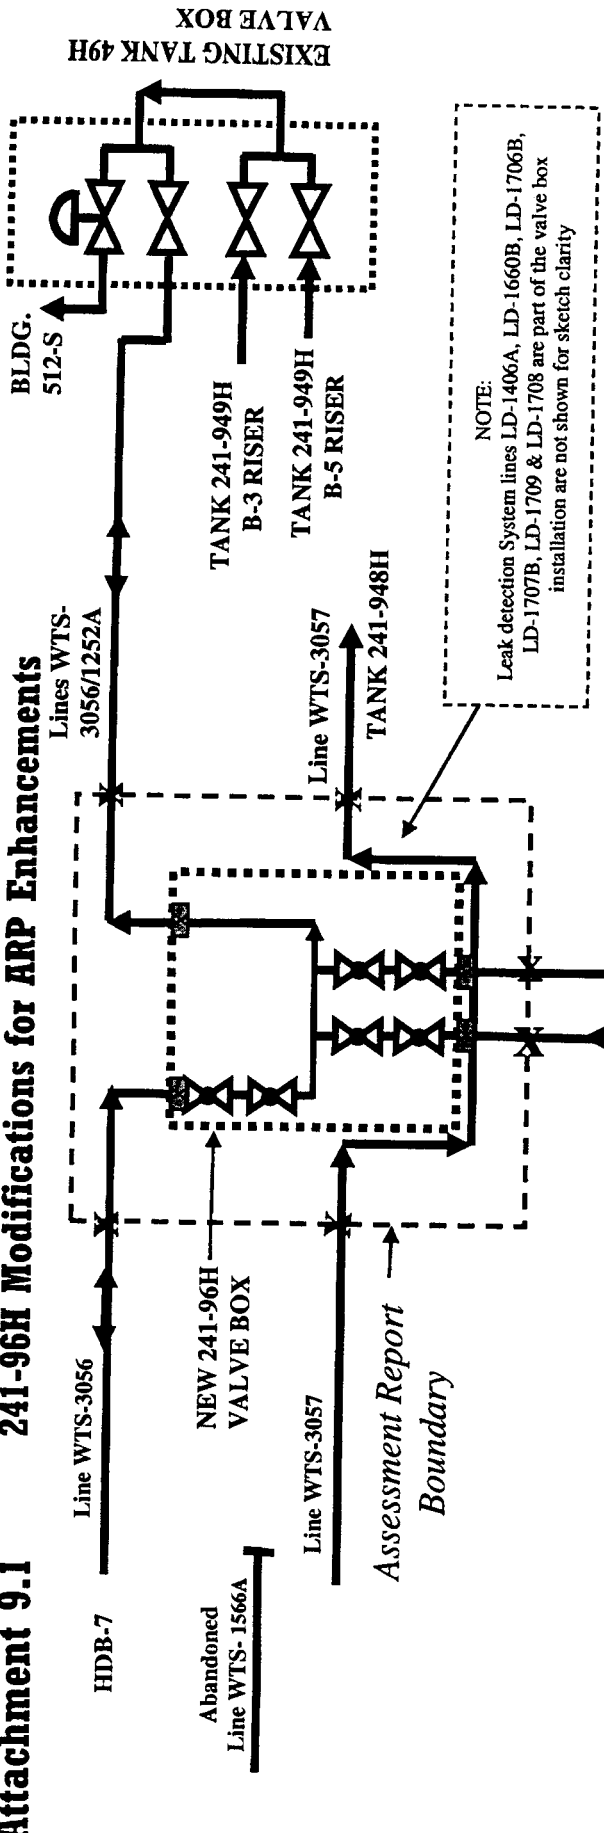 Attachment 9.1 241-96H Modifications for ARP Enhancements
HDB-7
Line WTS-3056
Abandoned
Line WTS- 1566A
Line WTS-3057
NEW 241-96H
VALVE BOX
Assessment Report
Boundary
Lines WTS-
3056/1252A
Line WTS-3057
TANK 241-948H
BLDG.
512-S
TANK 241-949H
B-3 RISER
TANK 241-949H
B-5 RISER
EXISTING TANK 49H
VALVE BOX
NOTE:
Leak detection System lines LD-1406A, LD-1660B, LD-1706B,
LD-1707B, LD-1709 & LD-1708 are part of the valve box
installation are not shown for sketch clarity
X
X
X
X
X
X